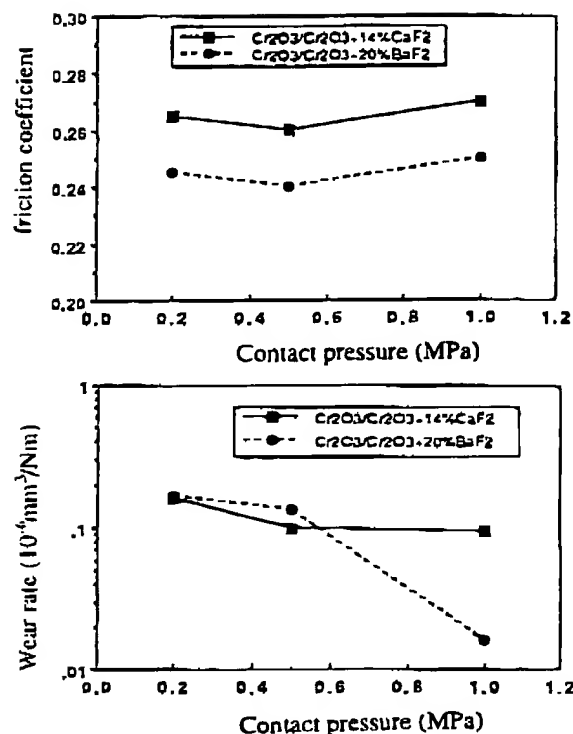 0.30
Cr2O3/Cr2O3+14%CaF2
Cr2O3/Cr2O3+20%BaF2
0.28
0.26
0.24
0.22
0.20
friction coefficient
0.0 0.2 0.4 0.6 0.8 1.0 1.2
Contact pressure (MPa)
1
Cr2O3/Cr2O3+14%CaF2
Cr2O3/Cr2O3+20%BaF2
.1
.01
Wear rate (10⁻⁶mm³/Nm)
0.0 0.2 0.4 0.6 0.8 1.0 1.2
Contact pressure (MPa)